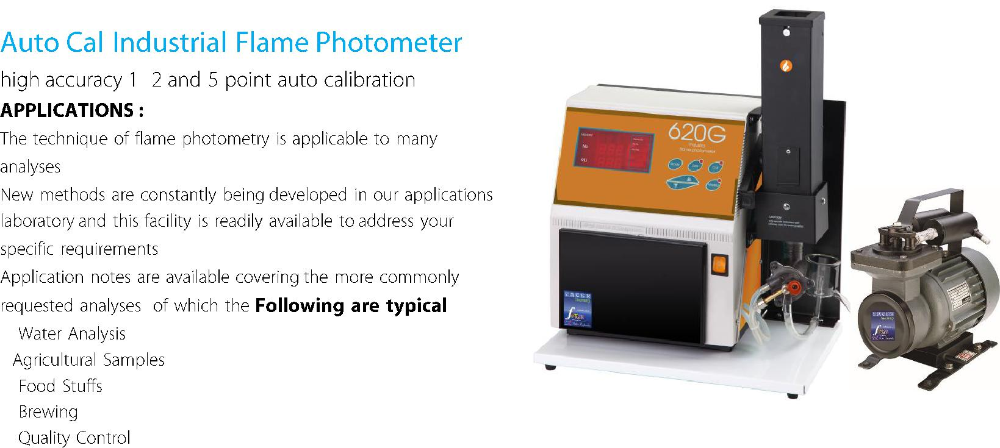 Auto Cal Industrial Flame Photometer
high accuracy 1 2 and 5 point auto calibration
APPLICATIONS :
The technique of flame photometry is applicable to many
analyses
New methods are constantly being developed in our applications
laboratory and this facility is readily available to address your
specific requirements
Application notes are available covering the more commonly
requested analyses of which the Following are typical
Water Analysis
Agricultural Samples
Food Stuffs
Brewing
Quality Control
620G
industrial
flame photometer
MEMORY
Na
K/Li
MODE
CAUTION